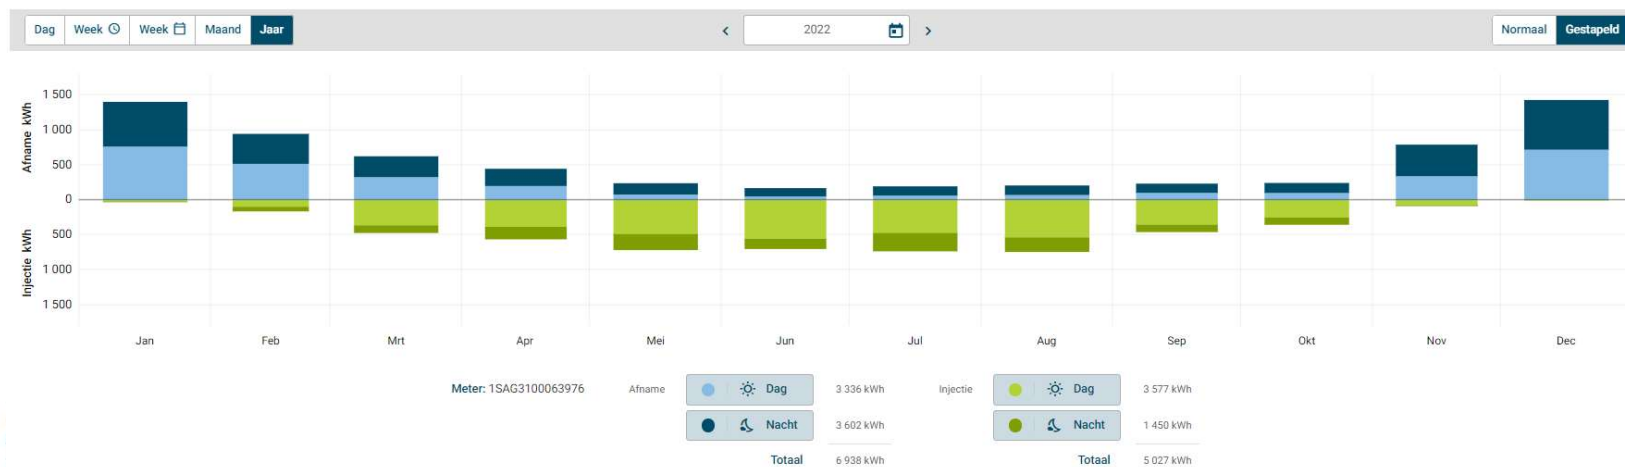 Dag Week Week Maand Jaar 2022 Normaal Gestapeld
Afname kWh
1 500
1 000
500
0
Injectie kWh
500
1 000
1 500
Jan Feb Mrt Apr Mei Jun Jul Aug Sep Okt Nov Dec
Meter: 1SAG3100063976 Afname Dag 3 336 kWh Injectie Dag 3 577 kWh
Nacht 3 602 kWh Nacht 1 450 kWh
Totaal 6 938 kWh Totaal 5 027 kWh